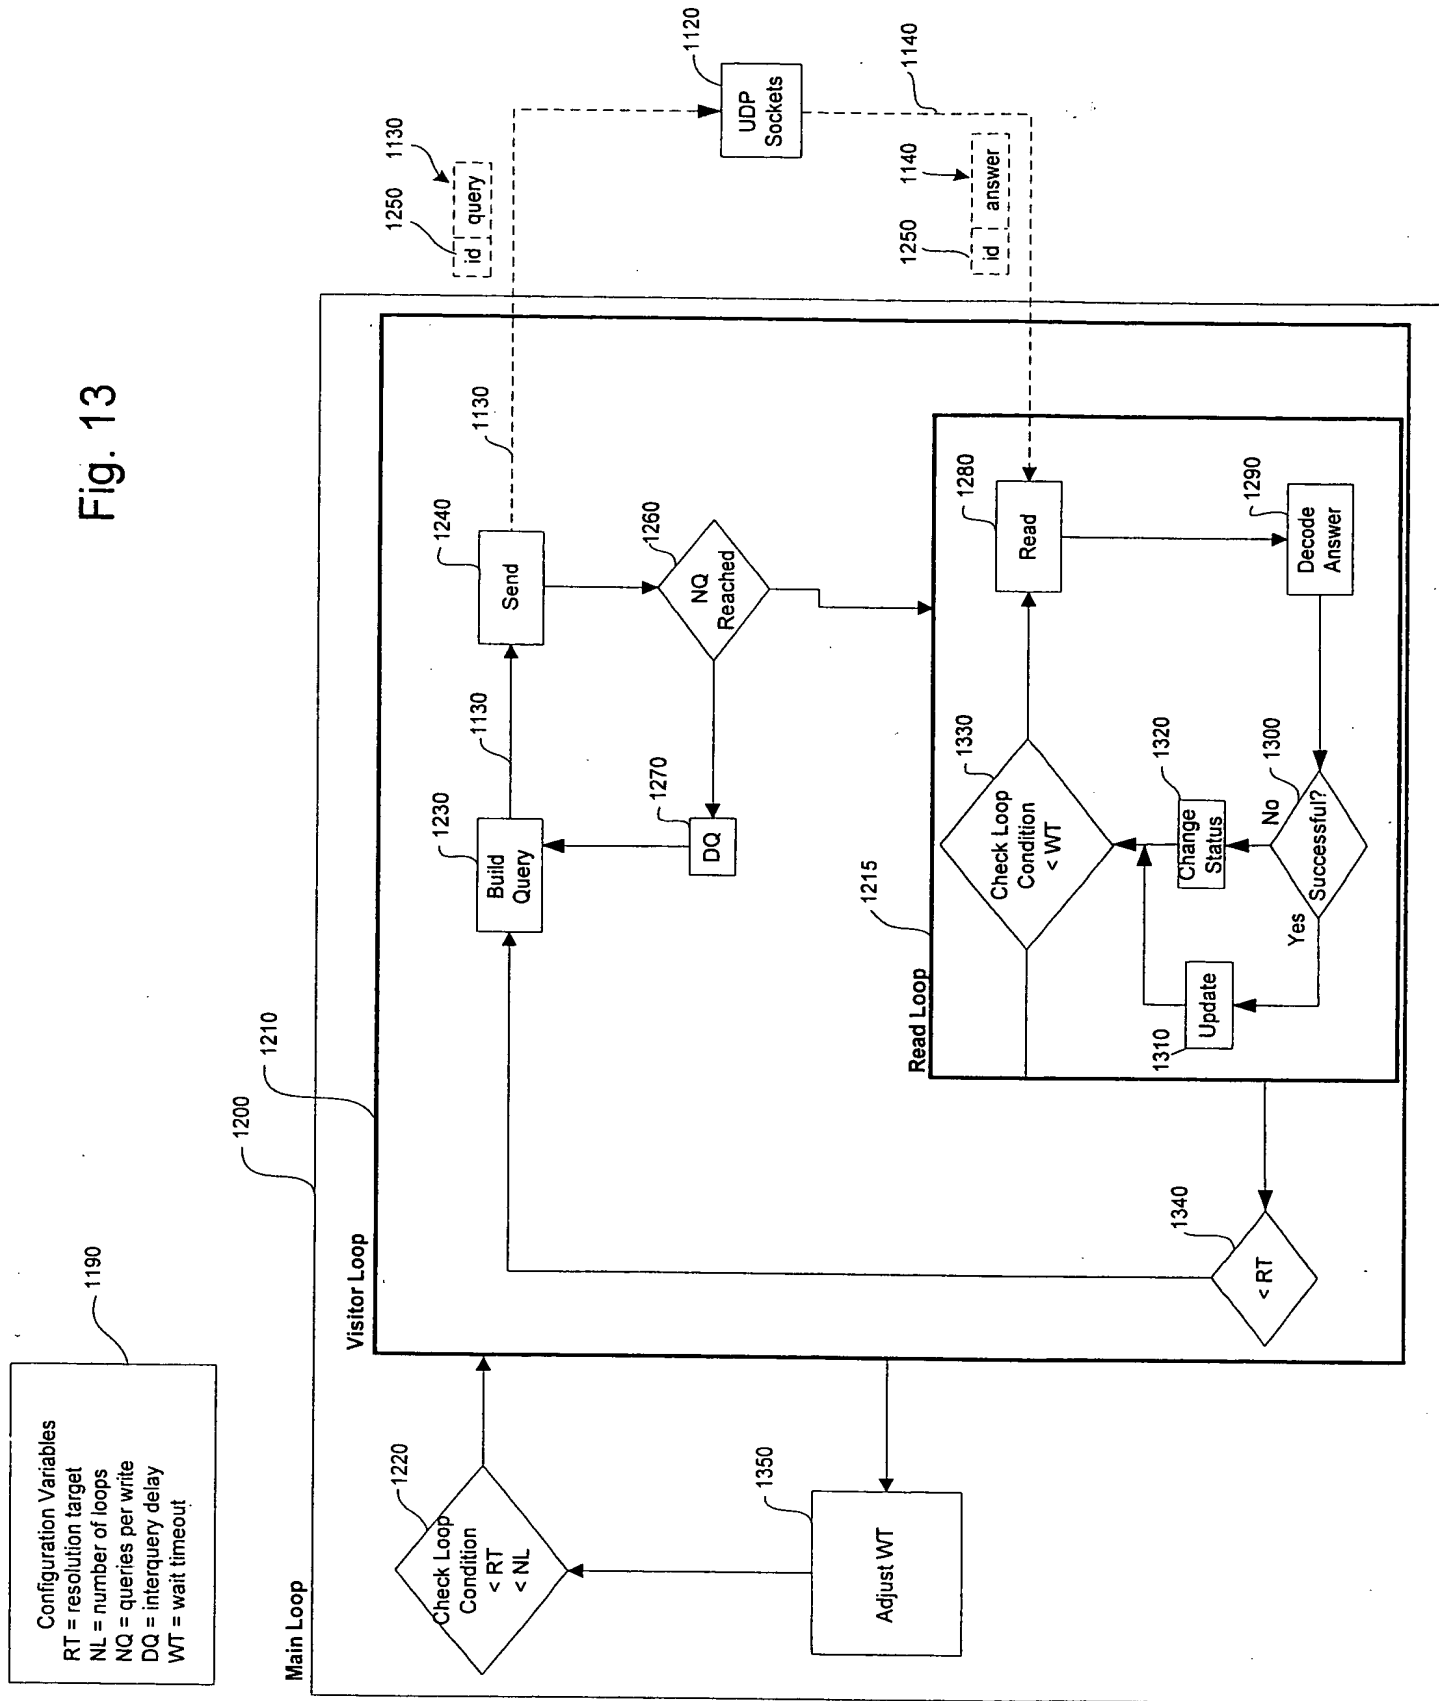 Fig. 13
Configuration Variables
RT = resolution target
NL = number of loops
NQ = queries per write
DQ = interquery delay
WT = wait timeout
1190
Main Loop
1200
1210
Visitor Loop
1220
Check Loop
Condition
< RT
< NL
1350
Adjust WT
1230
Build
Query
1130
1240
Send
1130
1250
1130
id
query
1120
UDP
Sockets
1140
1250
1140
id
answer
1260
NQ
Reached
1270
DQ
1215
Read Loop
1330
Check Loop
Condition
< WT
1280
Read
1290
Decode
Answer
1300
Successful?
No
Yes
1320
Change
Status
1310
Update
1340
< RT